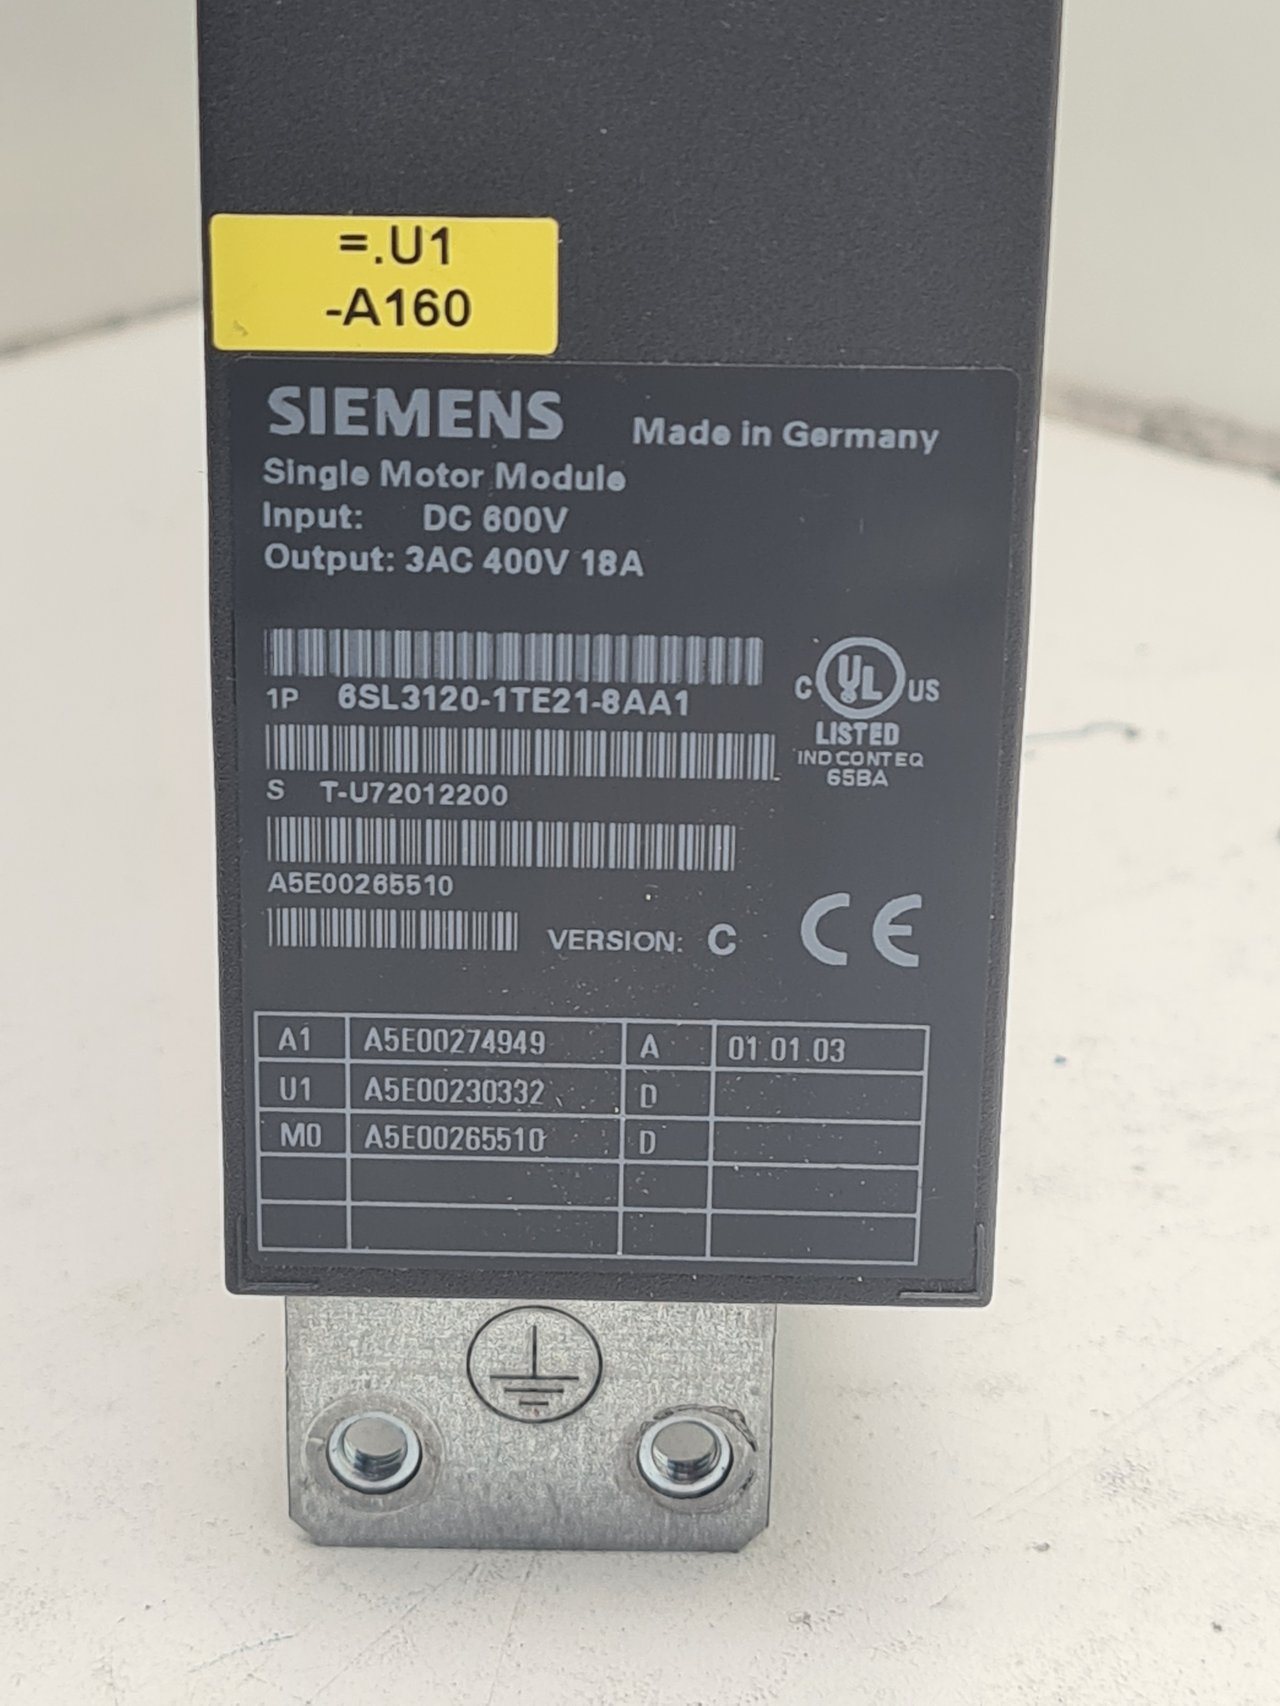 =.U1
-A160
SIEMENS Made in Germany
Single Motor Module
Input: DC 600V
Output: 3AC 400V 18A
1P 6SL3120-1TE21-8AA1
C UL US
LISTED
IND CONT EQ
65BA
S T-U72012200
A5E00265510
VERSION: C CE
A1 A5E00274949 A 01.01.03
U1 A5E00230332 D
M0 A5E00265510 D